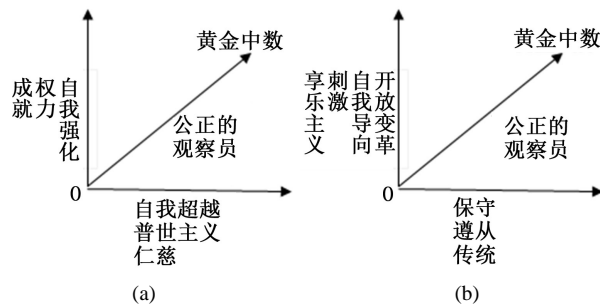 黄金中数
自我强化
权力
成就
公正的
观察员
0
自我超越
普世主义
仁慈
(a)
黄金中数
开放变革
自我导向
刺激
享乐主义
公正的
观察员
0
保守
遵从
传统
(b)